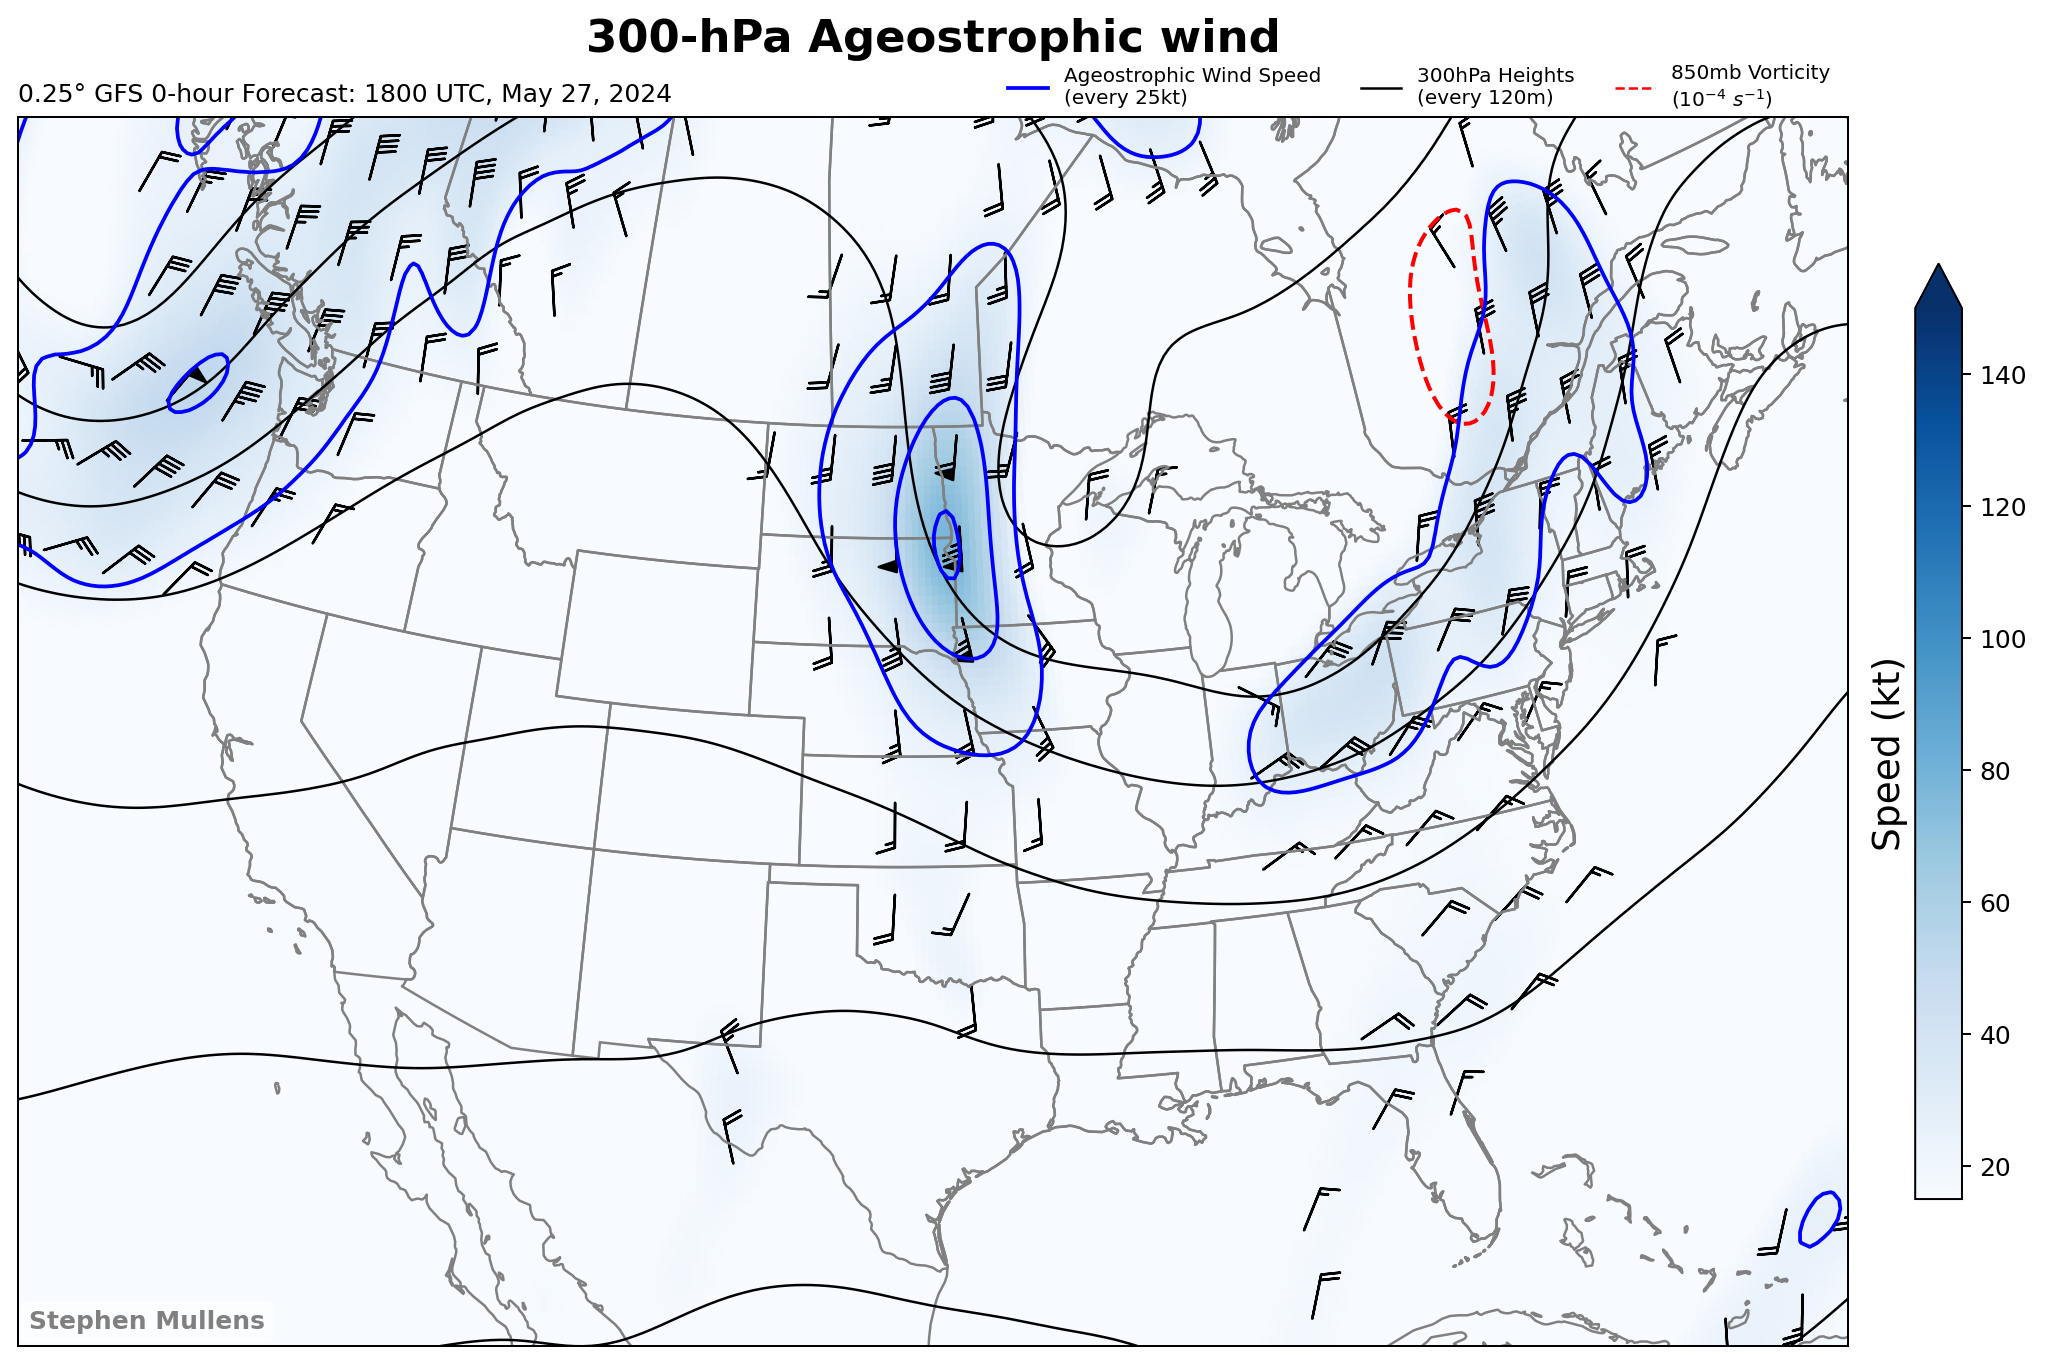 300-hPa Ageostrophic wind
0.25° GFS 0-hour Forecast: 1800 UTC, May 27, 2024
Ageostrophic Wind Speed
(every 25kt)
300hPa Heights
(every 120m)
850mb Vorticity
(10⁻⁴ s⁻¹)
140
120
100
80
60
40
20
Speed (kt)
Stephen Mullens